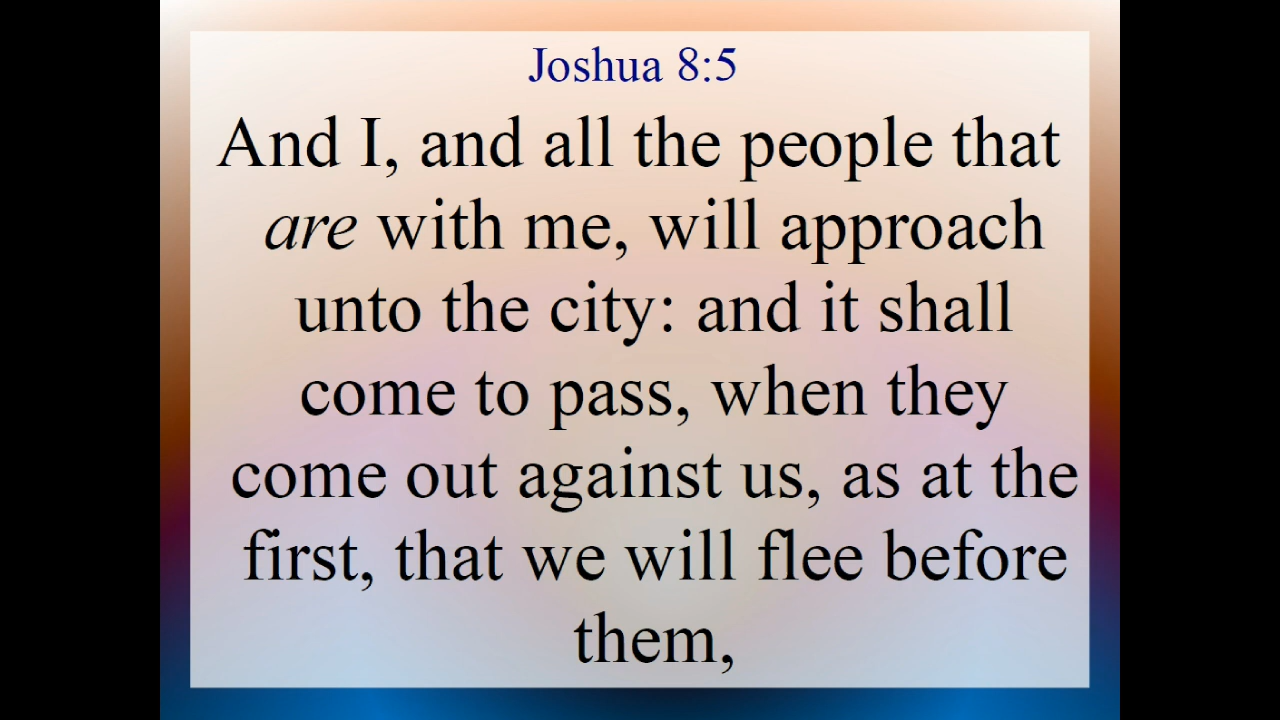 Joshua 8:5
And I, and all the people that
are with me, will approach
unto the city: and it shall
come to pass, when they
come out against us, as at the
first, that we will flee before
them,